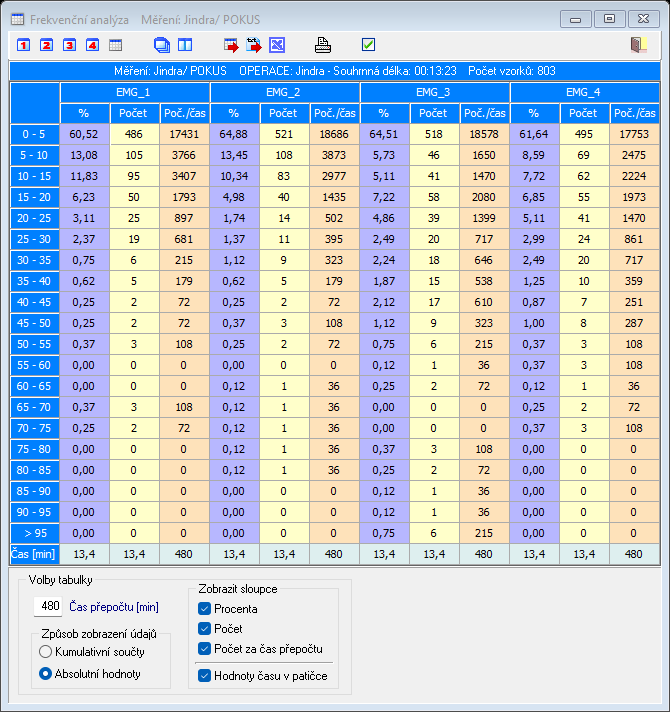 Frekvenční analýza Měření: Jindra/ POKUS
1 2 3 4
Měření: Jindra/ POKUS OPERACE: Jindra - Souhrnná délka: 00:13:23 Počet vzorků: 803
EMG_1 EMG_2 EMG_3 EMG_4
% Počet Poč./čas % Počet Poč./čas % Počet Poč./čas % Počet Poč./čas
0 - 5 60,52 486 17431 64,88 521 18686 64,51 518 18578 61,64 495 17753
5 - 10 13,08 105 3766 13,45 108 3873 5,73 46 1650 8,59 69 2475
10 - 15 11,83 95 3407 10,34 83 2977 5,11 41 1470 7,72 62 2224
15 - 20 6,23 50 1793 4,98 40 1435 7,22 58 2080 6,85 55 1973
20 - 25 3,11 25 897 1,74 14 502 4,86 39 1399 5,11 41 1470
25 - 30 2,37 19 681 1,37 11 395 2,49 20 717 2,99 24 861
30 - 35 0,75 6 215 1,12 9 323 2,24 18 646 2,49 20 717
35 - 40 0,62 5 179 0,62 5 179 1,87 15 538 1,25 10 359
40 - 45 0,25 2 72 0,25 2 72 2,12 17 610 0,87 7 251
45 - 50 0,25 2 72 0,37 3 108 2,12 9 323 1,00 8 287
50 - 55 0,37 3 108 0,25 2 72 0,75 6 215 0,37 3 108
55 - 60 0,00 0 0 0,00 0 0 0,12 1 36 0,37 3 108
60 - 65 0,00 0 0 0,12 1 36 0,25 2 72 0,12 1 36
65 - 70 0,37 3 108 0,12 1 36 0,00 0 0 0,25 2 72
70 - 75 0,25 2 72 0,12 1 36 0,00 0 0 0,37 3 108
75 - 80 0,00 0 0 0,12 1 36 0,37 3 108 0,00 0 0
80 - 85 0,00 0 0 0,12 1 36 0,25 2 72 0,00 0 0
85 - 90 0,00 0 0 0,00 0 0 0,12 1 36 0,00 0 0
90 - 95 0,00 0 0 0,00 0 0 0,12 1 36 0,00 0 0
> 95 0,00 0 0 0,00 0 0 0,75 6 215 0,00 0 0
Čas [min] 13,4 13,4 480 13,4 13,4 480 13,4 13,4 480 13,4 13,4 480
Volby tabulky
480 Čas přepočtu [min]
Způsob zobrazení údajů
Kumulativní součty
Absolutní hodnoty
Zobrazit sloupce
Procenta
Počet
Počet za čas přepočtu
Hodnoty času v patičce